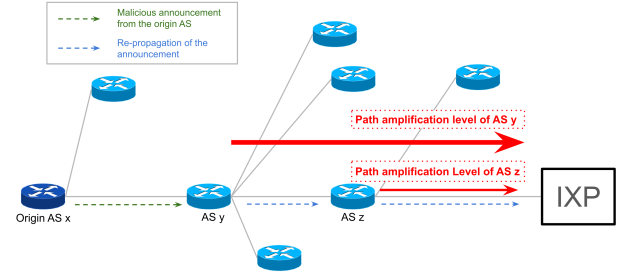 Malicious announcement
from the origin AS
Re-propagation of the
announcement
Path amplification level of AS y
Path amplification Level of AS z
IXP
Origin AS x
AS y
AS z